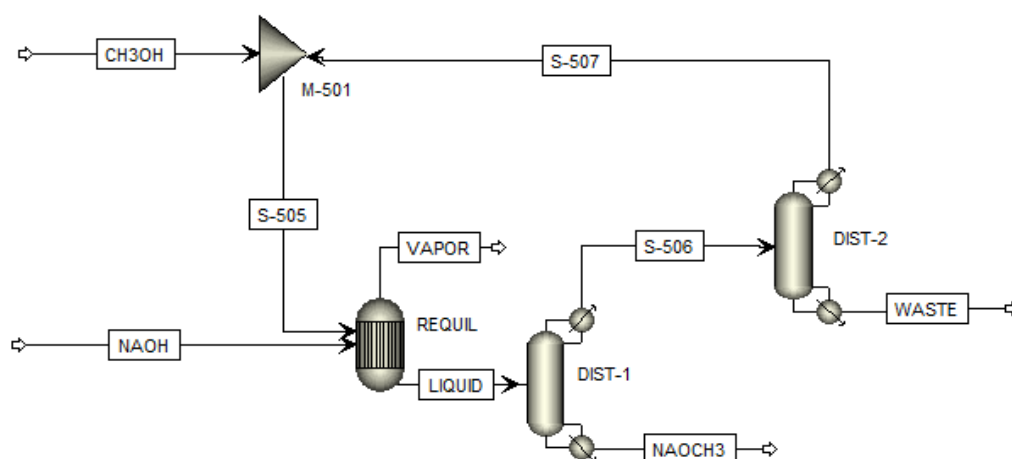 CH3OH
S-507
M-501
S-505
VAPOR
S-506
DIST-2
REQUIL
WASTE
NAOH
LIQUID
DIST-1
NAOCH3